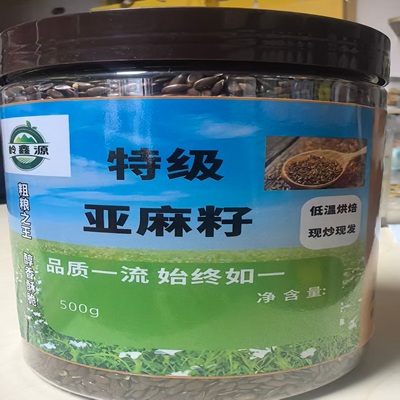 岭鑫源
特级
亚麻籽
粗粮之王 醇香酥脆
低温烘焙
现炒现发
品质一流 始终如一
净含量:
500g